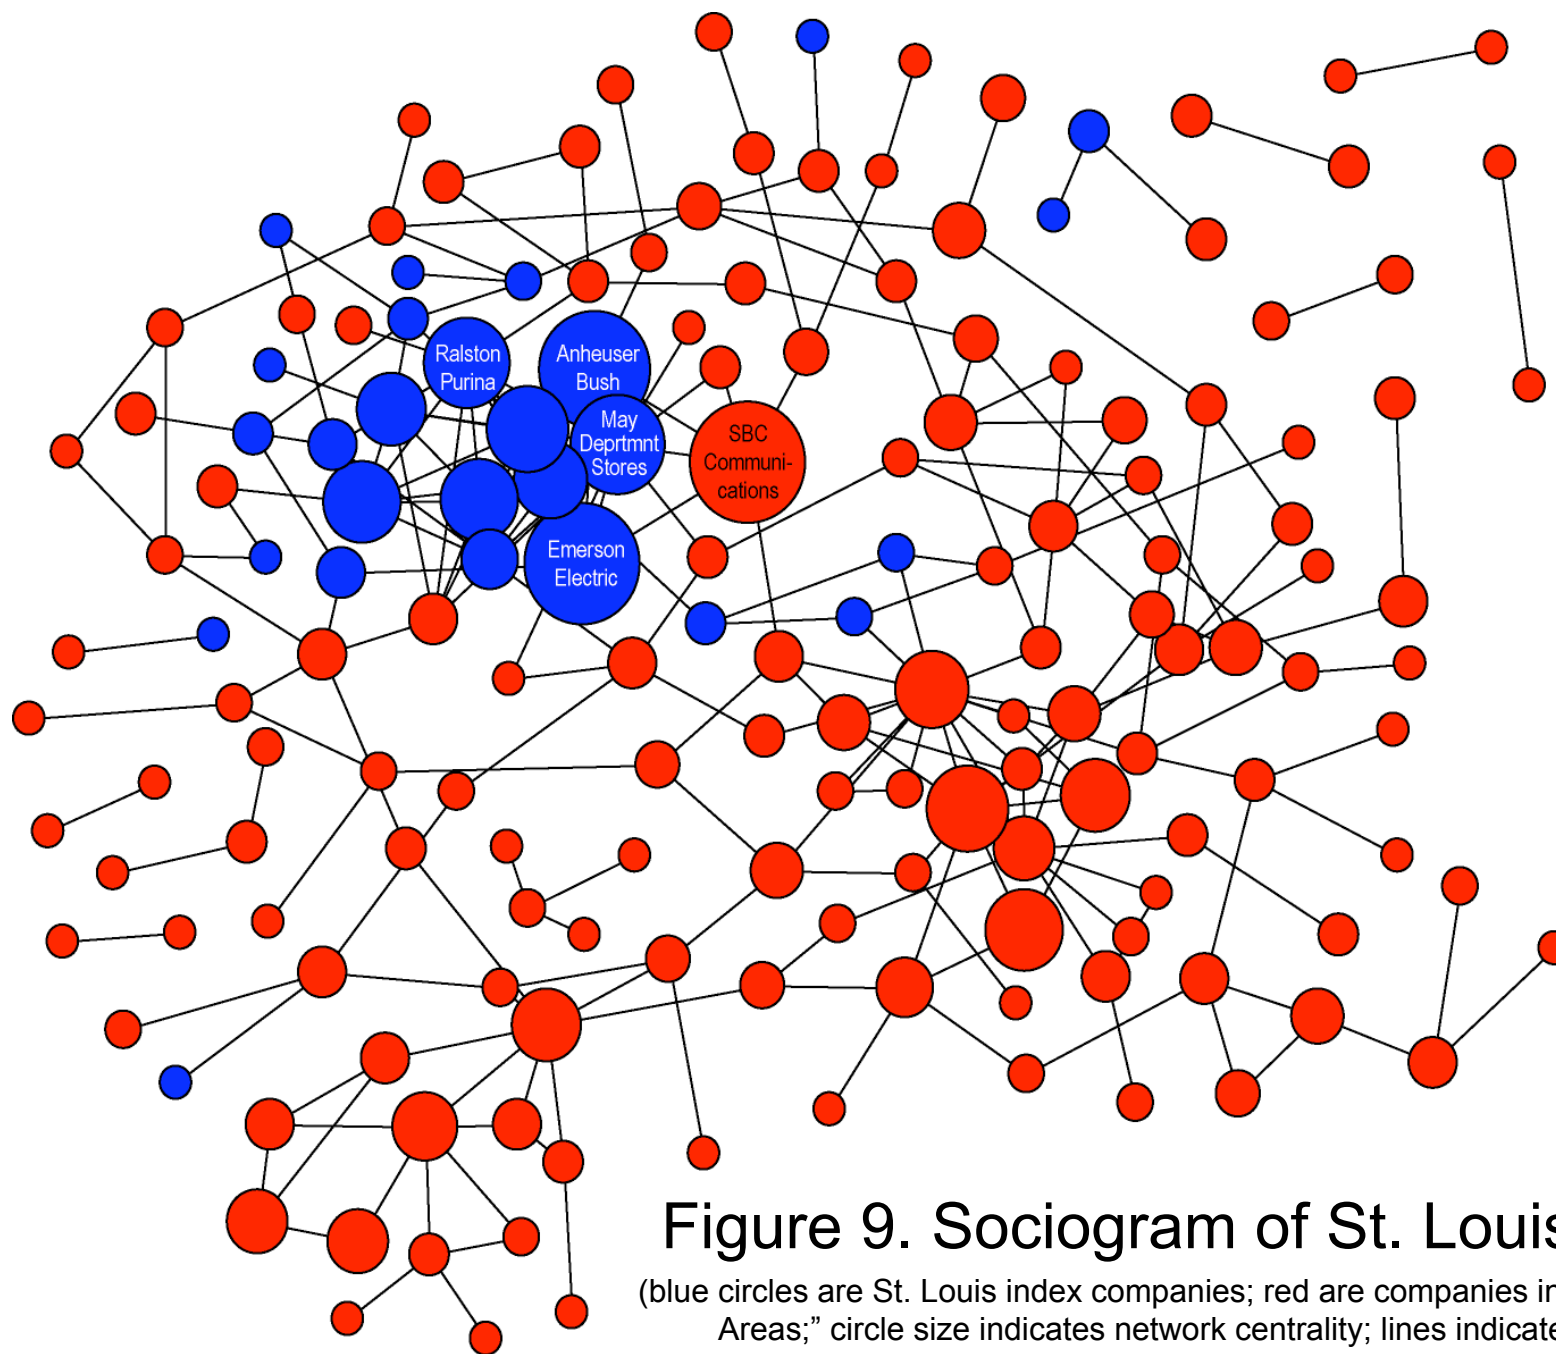 Ralston
Purina
Anheuser
Bush
May
Deprtmnt
Stores
SBC
Communi-
cations
Emerson
Electric
Figure 9. Sociogram of St. Louis
(blue circles are St. Louis index companies; red are companies in
Areas;” circle size indicates network centrality; lines indicate